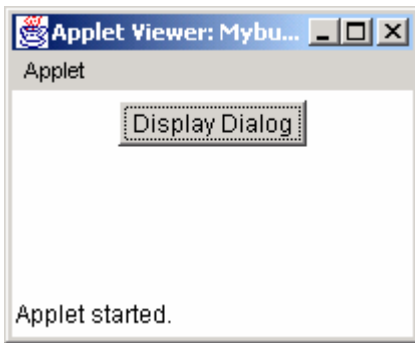 Applet Viewer: Mybu...
Applet
Display Dialog
Applet started.